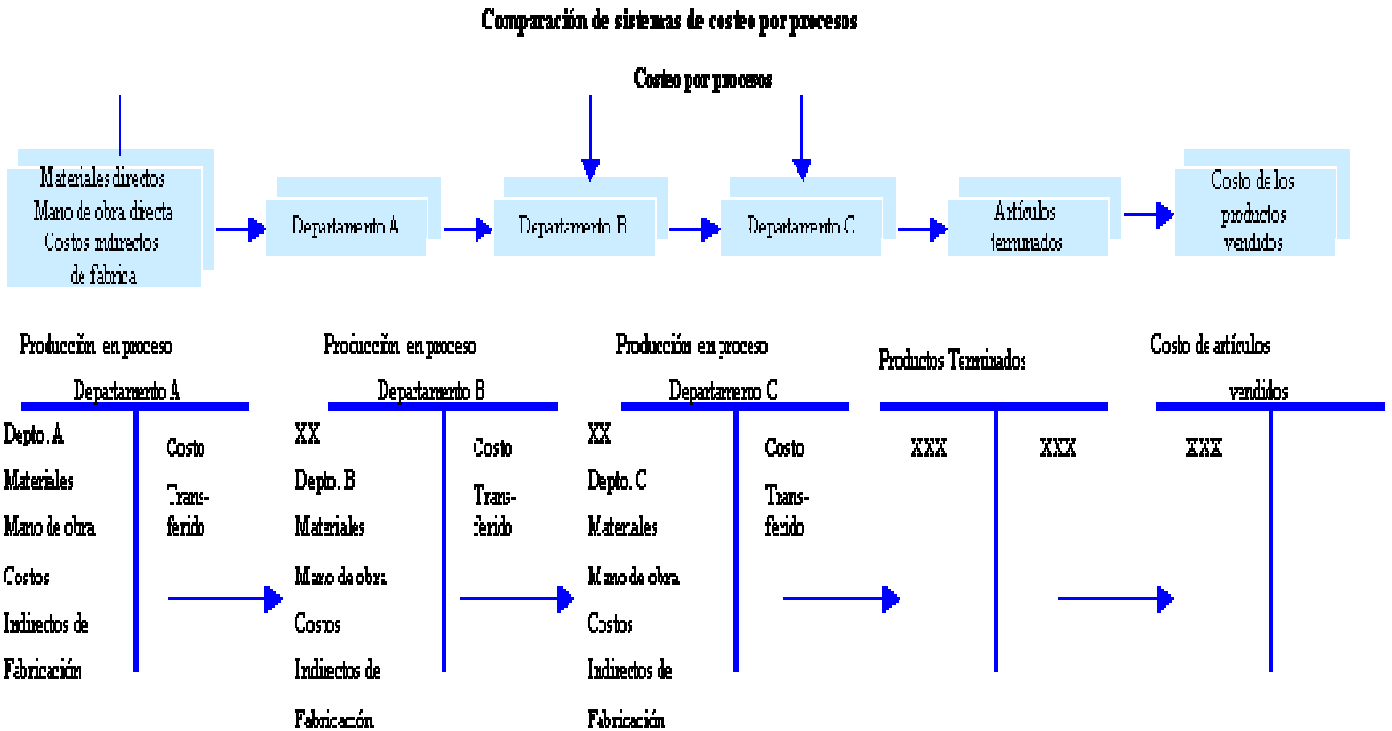 Comparación de sistemas de costeo por procesos
Costeo por procesos
Materiales directos
Mano de obra directa
Costos indirectos
de fabrica
Departamento A
Departamento B
Departamento C
Artículos
terminados
Costo de los
productos
vendidos
Producción en proceso
Departamento A
Depto. A
Materiales
Mano de obra
Costos
Indirectos de
Fabricación
Costo
Trans-
ferido
Producción en proceso
Departamento B
XX
Depto. B
Materiales
Mano de obra
Costos
Indirectos de
Fabricación
Costo
Trans-
ferido
Producción en proceso
Departamento C
XX
Depto. C
Materiales
Mano de obra
Costos
Indirectos de
Fabricación
Costo
Trans-
ferido
Productos Terminados
XXX
XXX
Costo de artículos
vendidos
XXX